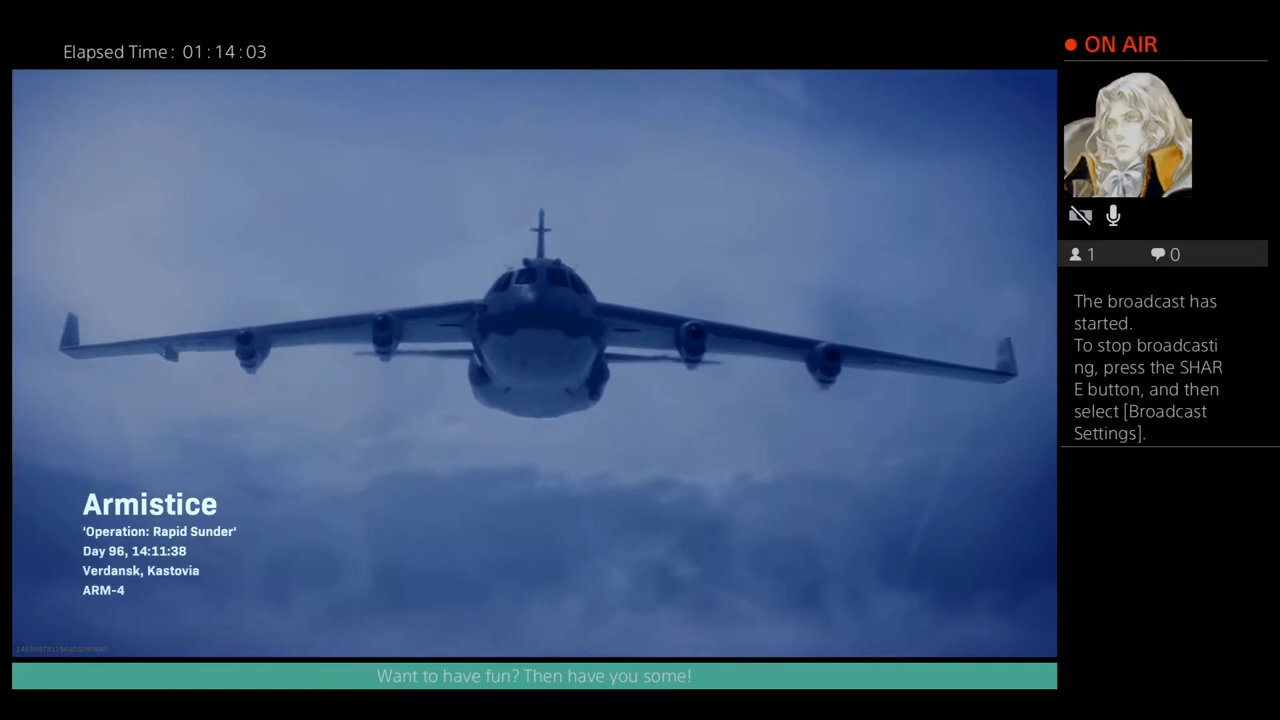 Elapsed Time: 01:14:03
ON AIR
1
0
The broadcast has
started.
To stop broadcasti
ng, press the SHAR
E button, and then
select [Broadcast
Settings].
Armistice
'Operation: Rapid Sunder'
Day 96, 14:11:38
Verdansk, Kastovia
ARM-4
Want to have fun? Then have you some!